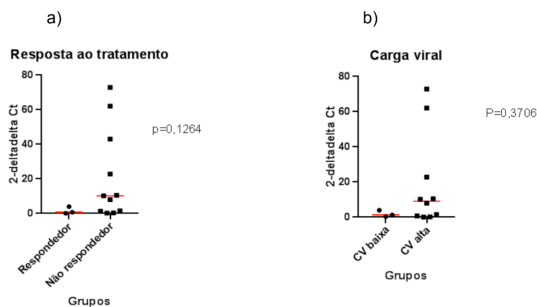 a)
b)
Resposta ao tratamento
80
60
40
20
0
2-deltadelta Ct
p=0,1264
Respondedor
Não respondedor
Grupos
Carga viral
80
60
40
20
0
2-deltadelta Ct
P=0,3706
CV baixa
CV alta
Grupos